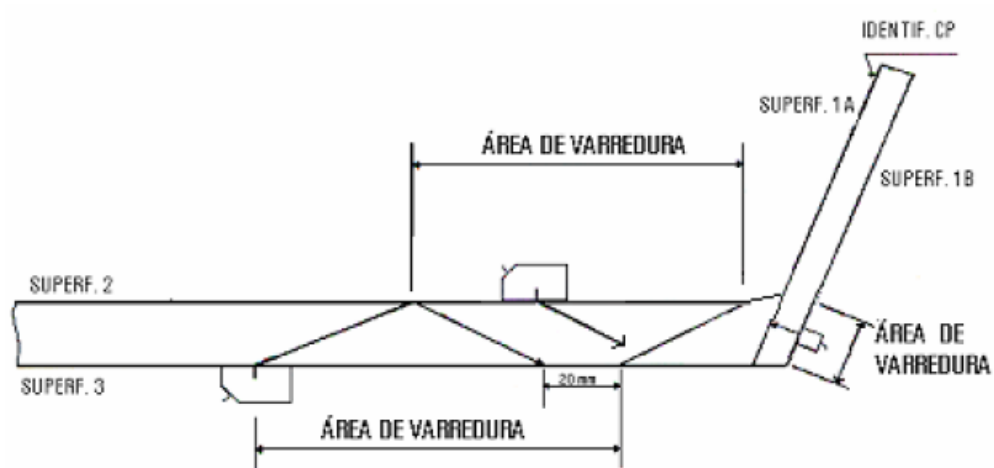 IDENTIF. CP
SUPERF. 1A
ÁREA DE VARREDURA
SUPERF. 1B
SUPERF. 2
ÁREA DE
VARREDURA
SUPERF. 3
20mm
ÁREA DE VARREDURA